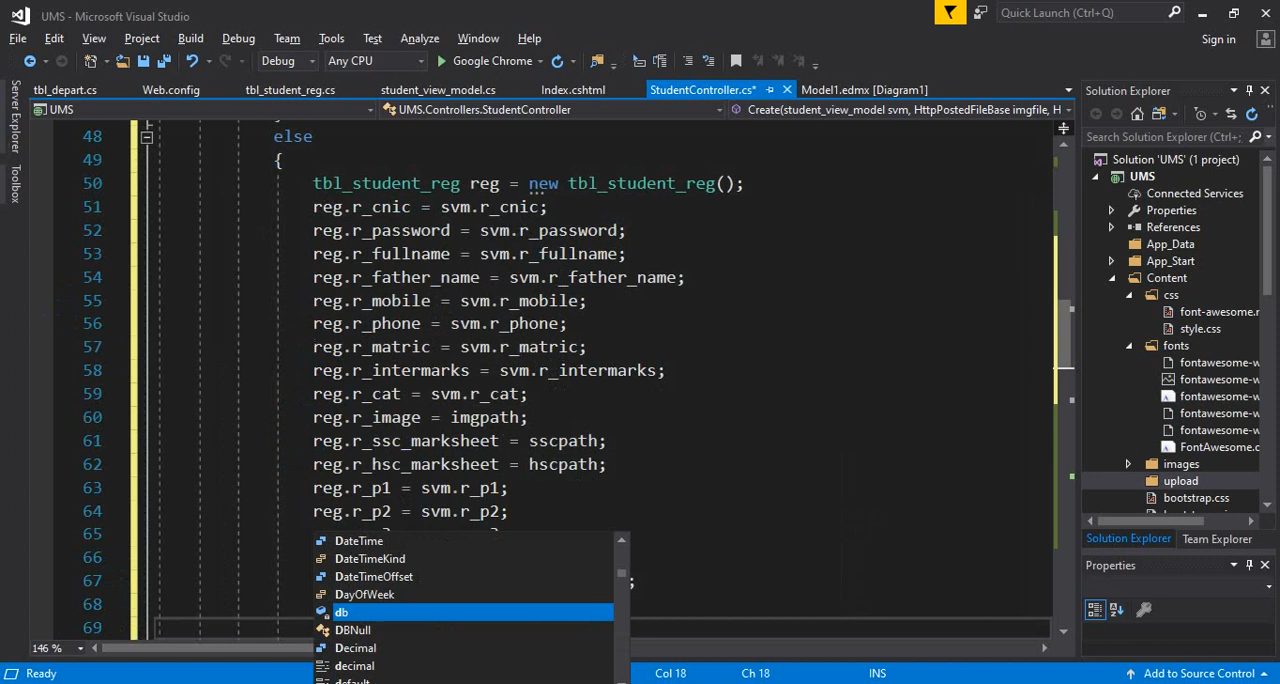 UMS - Microsoft Visual Studio
Quick Launch (Ctrl+Q)
File Edit View Project Build Debug Team Tools Test Analyze Window Help
Sign in
Debug Any CPU Google Chrome
tbl_depart.cs Web.config tbl_student_reg.cs student_view_model.cs Index.cshtml StudentController.cs* Model1.edmx [Diagram1]
UMS UMS.Controllers.StudentController Create(student_view_model svm, HttpPostedFileBase imgfile, H
Server Explorer
Toolbox
48 else
49 {
50 tbl_student_reg reg = new tbl_student_reg();
51 reg.r_cnic = svm.r_cnic;
52 reg.r_password = svm.r_password;
53 reg.r_fullname = svm.r_fullname;
54 reg.r_father_name = svm.r_father_name;
55 reg.r_mobile = svm.r_mobile;
56 reg.r_phone = svm.r_phone;
57 reg.r_matric = svm.r_matric;
58 reg.r_intermarks = svm.r_intermarks;
59 reg.r_cat = svm.r_cat;
60 reg.r_image = imgpath;
61 reg.r_ssc_marksheet = sscpath;
62 reg.r_hsc_marksheet = hscpath;
63 reg.r_p1 = svm.r_p1;
64 reg.r_p2 = svm.r_p2;
65
66
67 ;
68
69
DateTime
DateTimeKind
DateTimeOffset
DayOfWeek
db
DBNull
Decimal
decimal
default
146 %
Ready Col 18 Ch 18 INS Add to Source Control
Solution Explorer
Search Solution Explorer (Ctrl+;
Solution 'UMS' (1 project)
UMS
Connected Services
Properties
References
App_Data
App_Start
Content
css
font-awesome.r
style.css
fonts
fontawesome-w
fontawesome-w
fontawesome-w
fontawesome-w
FontAwesome.c
images
upload
bootstrap.css
Solution Explorer Team Explorer
Properties